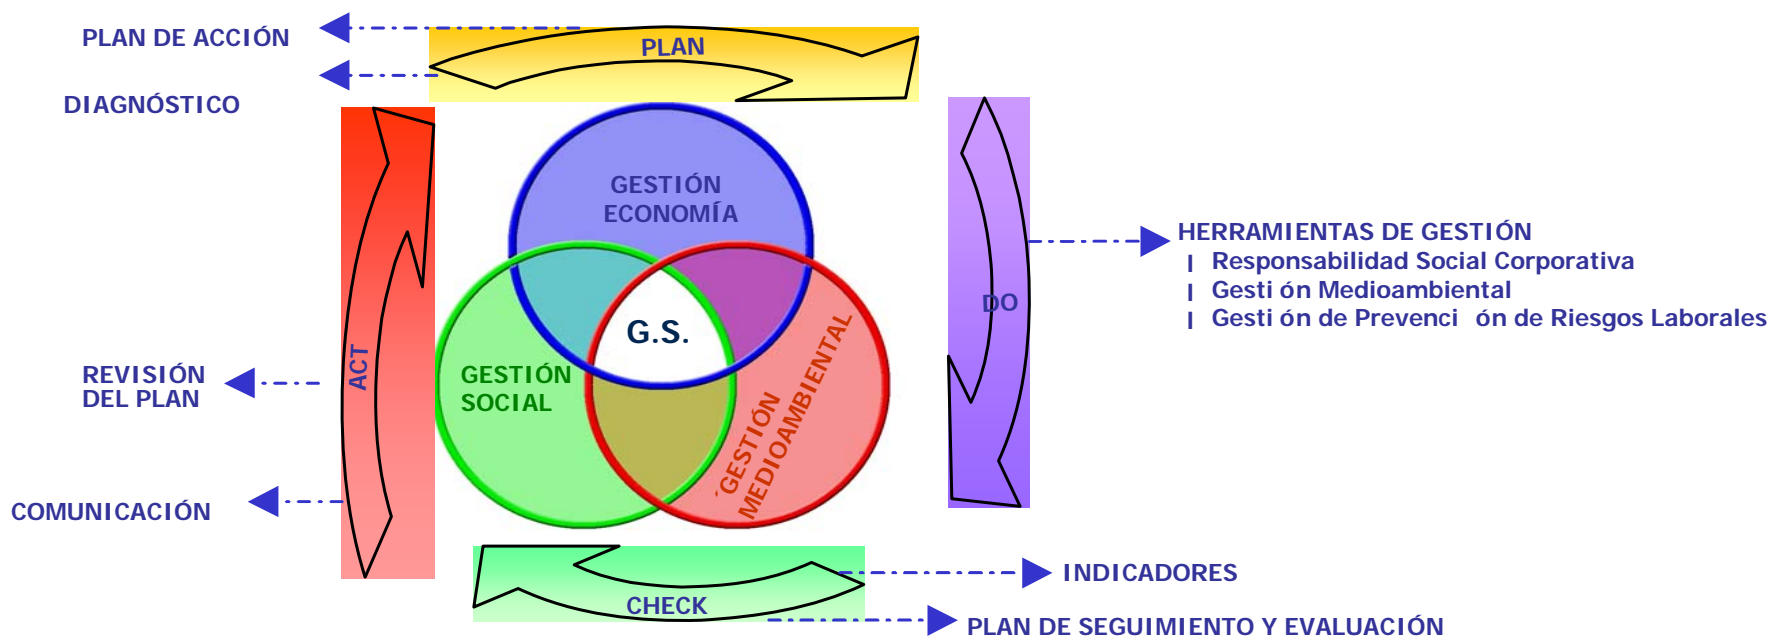 PLAN DE ACCIÓN
PLAN
DIAGNÓSTICO
GESTIÓN
ECONOMÍA
HERRAMIENTAS DE GESTIÓN
| Responsabilidad Social Corporativa
| Gesti ón Medioambiental
| Gesti ón de Prevenci ón de Riesgos Laborales
DO
G.S.
ACT
REVISIÓN
DEL PLAN
GESTIÓN
SOCIAL
´GESTIÓN
MEDIOAMBIENTAL
COMUNICACIÓN
INDICADORES
CHECK
PLAN DE SEGUIMIENTO Y EVALUACIÓN